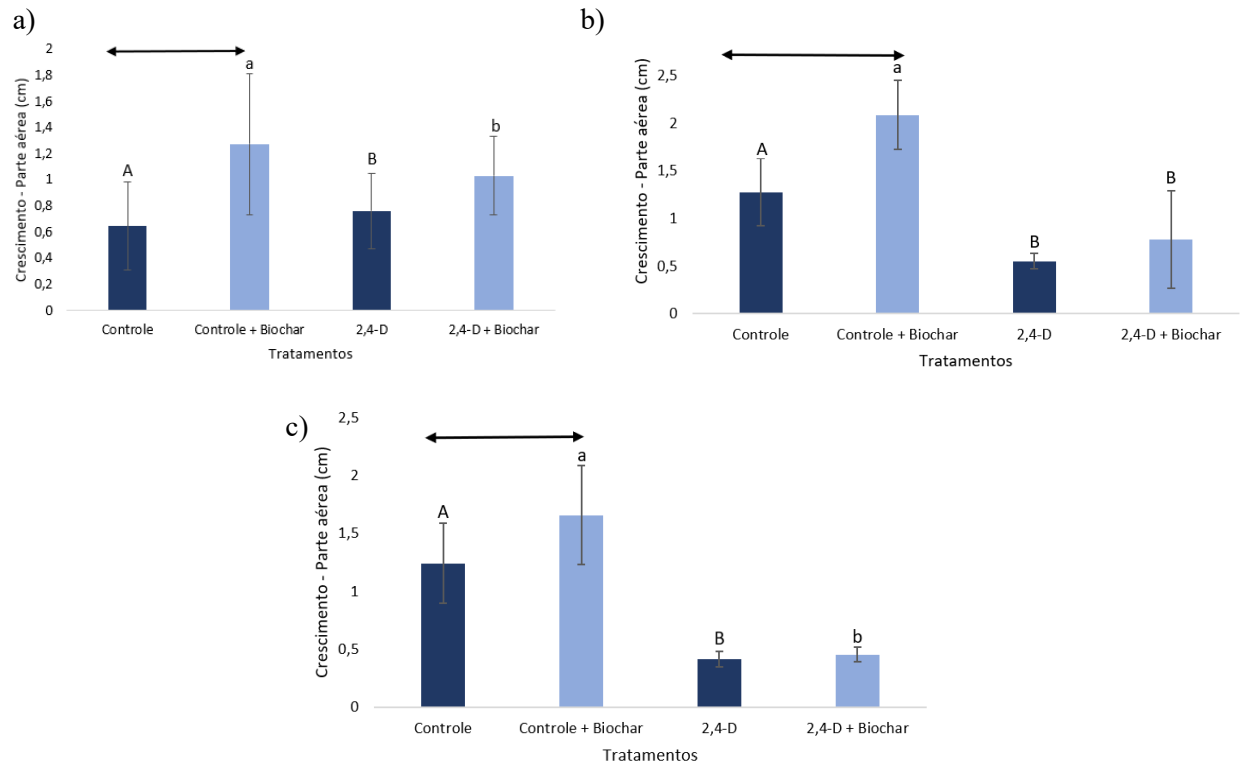 a)
Crescimento - Parte aérea (cm)
2
1,8
1,6
1,4
1,2
1
0,8
0,6
0,4
0,2
0
A
a
B
b
Controle
Controle + Biochar
2,4-D
2,4-D + Biochar
Tratamentos
b)
Crescimento - Parte aérea (cm)
2,5
2
1,5
1
0,5
0
A
a
B
B
Controle
Controle + Biochar
2,4-D
2,4-D + Biochar
Tratamentos
c)
Crescimento - Parte aérea (cm)
2,5
2
1,5
1
0,5
0
A
a
B
b
Controle
Controle + Biochar
2,4-D
2,4-D + Biochar
Tratamentos